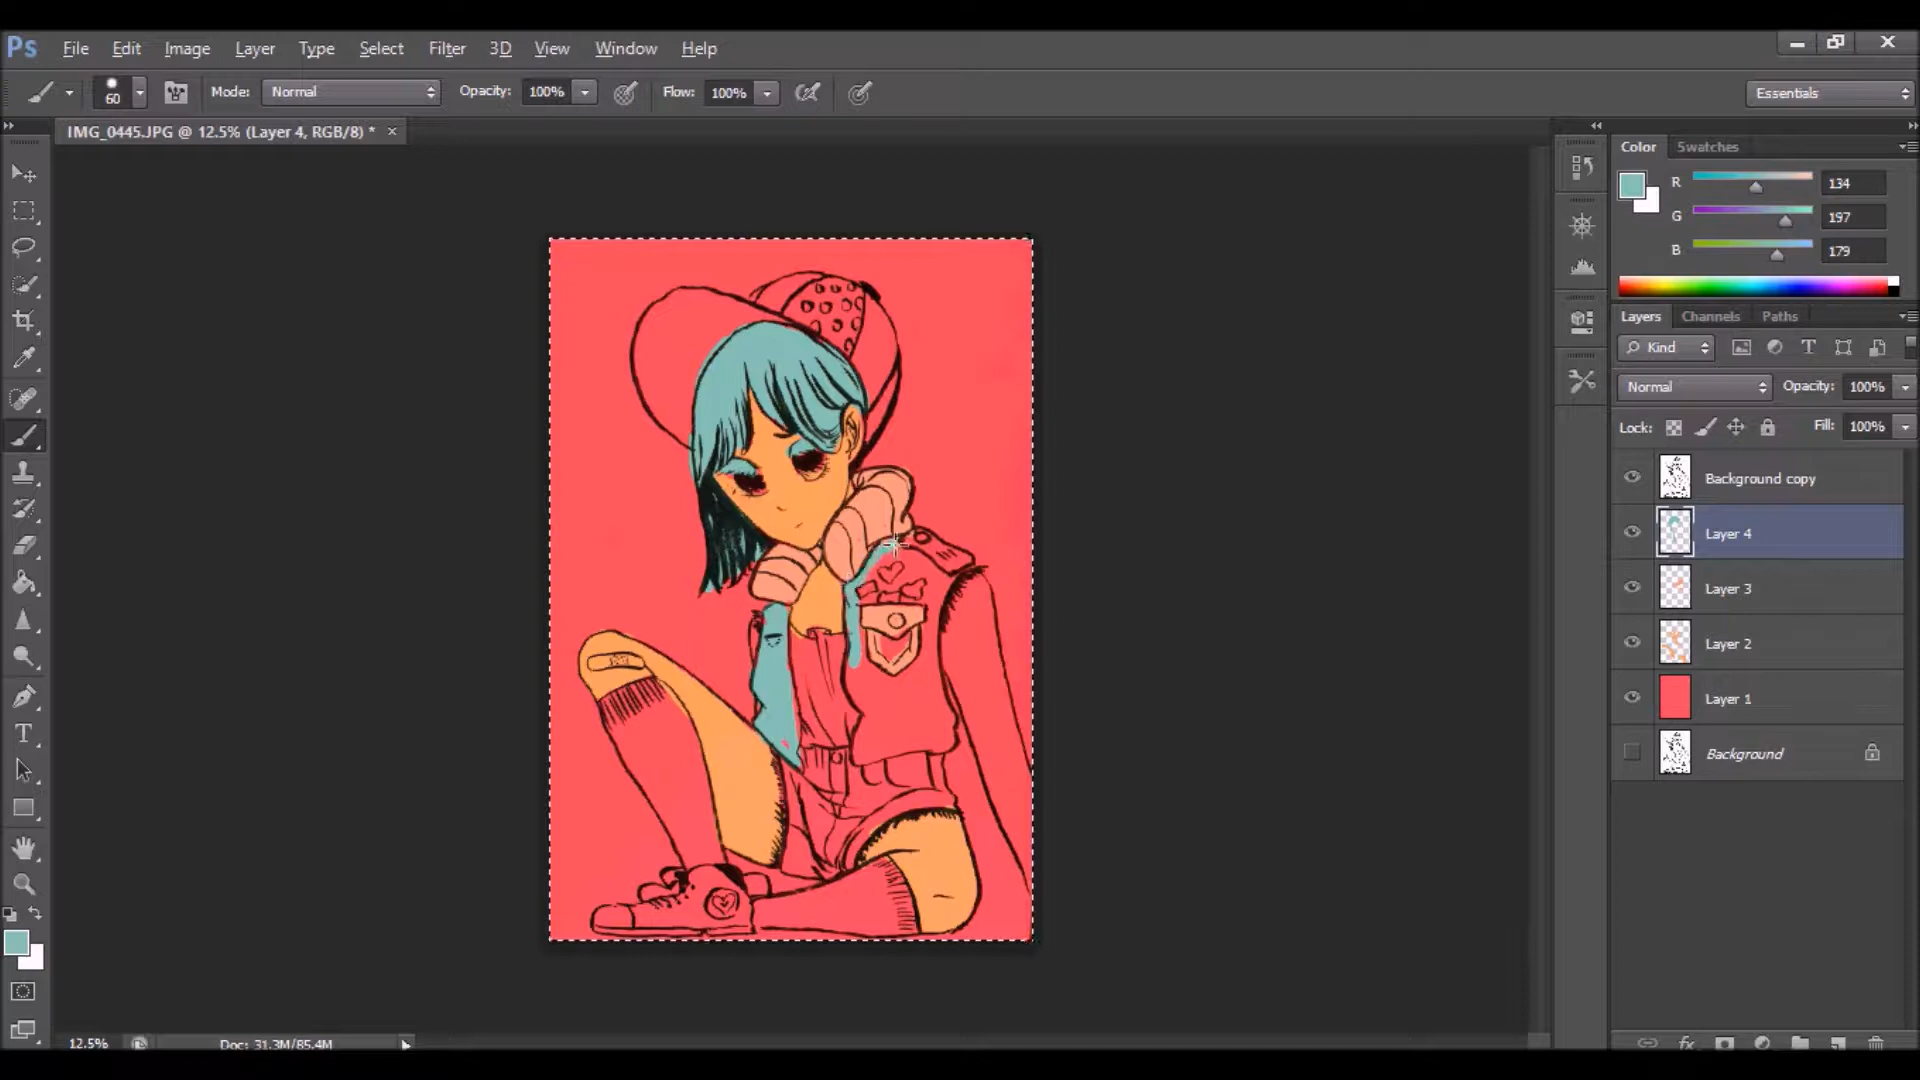 Ps File Edit Image Layer Type Select Filter 3D View Window Help
60 Mode: Normal Opacity: 100% Flow: 100% Essentials
IMG_0445.JPG @ 12.5% (Layer 4, RGB/8) * ×
Color Swatches
R 134
G 197
B 179
Layers Channels Paths
Kind
Normal Opacity: 100%
Lock: Fill: 100%
Background copy
Layer 4
Layer 3
Layer 2
Layer 1
Background
12.5% Doc: 31.3M/85.4M